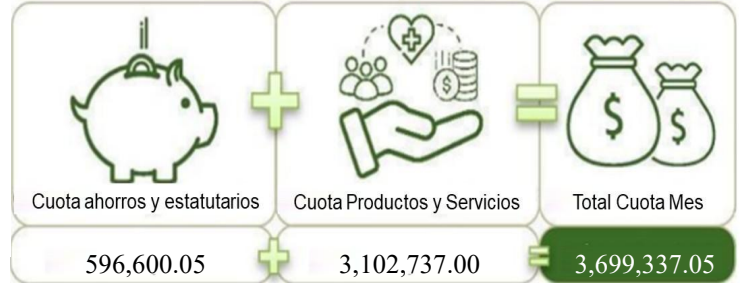 Cuota ahorros y estatutarios
Cuota Productos y Servicios
Total Cuota Mes
596,600.05 + 3,102,737.00 = 3,699,337.05